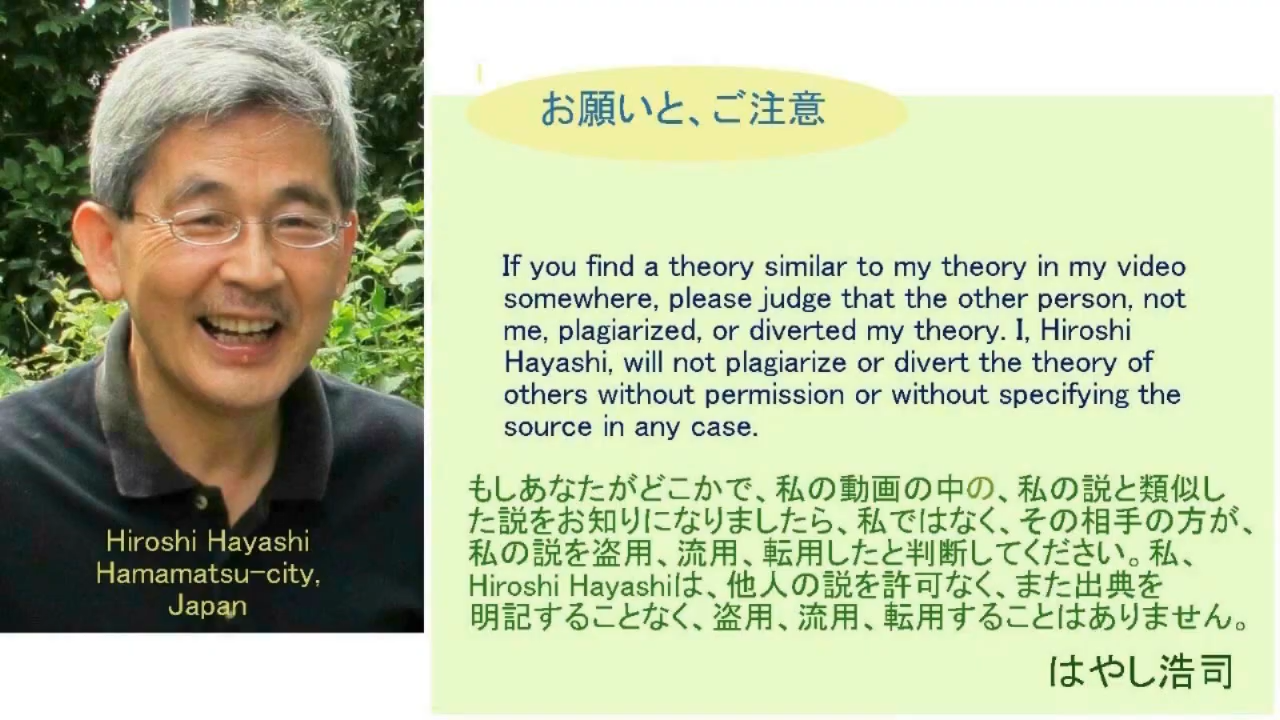 お願いと、ご注意
If you find a theory similar to my theory in my video
somewhere, please judge that the other person, not
me, plagiarized, or diverted my theory. I, Hiroshi
Hayashi, will not plagiarize or divert the theory of
others without permission or without specifying the
source in any case.
もしあなたがどこかで、私の動画の中の、私の説と類似し
た説をお知りになりましたら、私ではなく、その相手の方が、
私の説を盗用、流用、転用したと判断してください。私、
Hiroshi Hayashiは、他人の説を許可なく、また出典を
明記することなく、盗用、流用、転用することはありません。
はやし浩司
Hiroshi Hayashi
Hamamatsu-city,
Japan